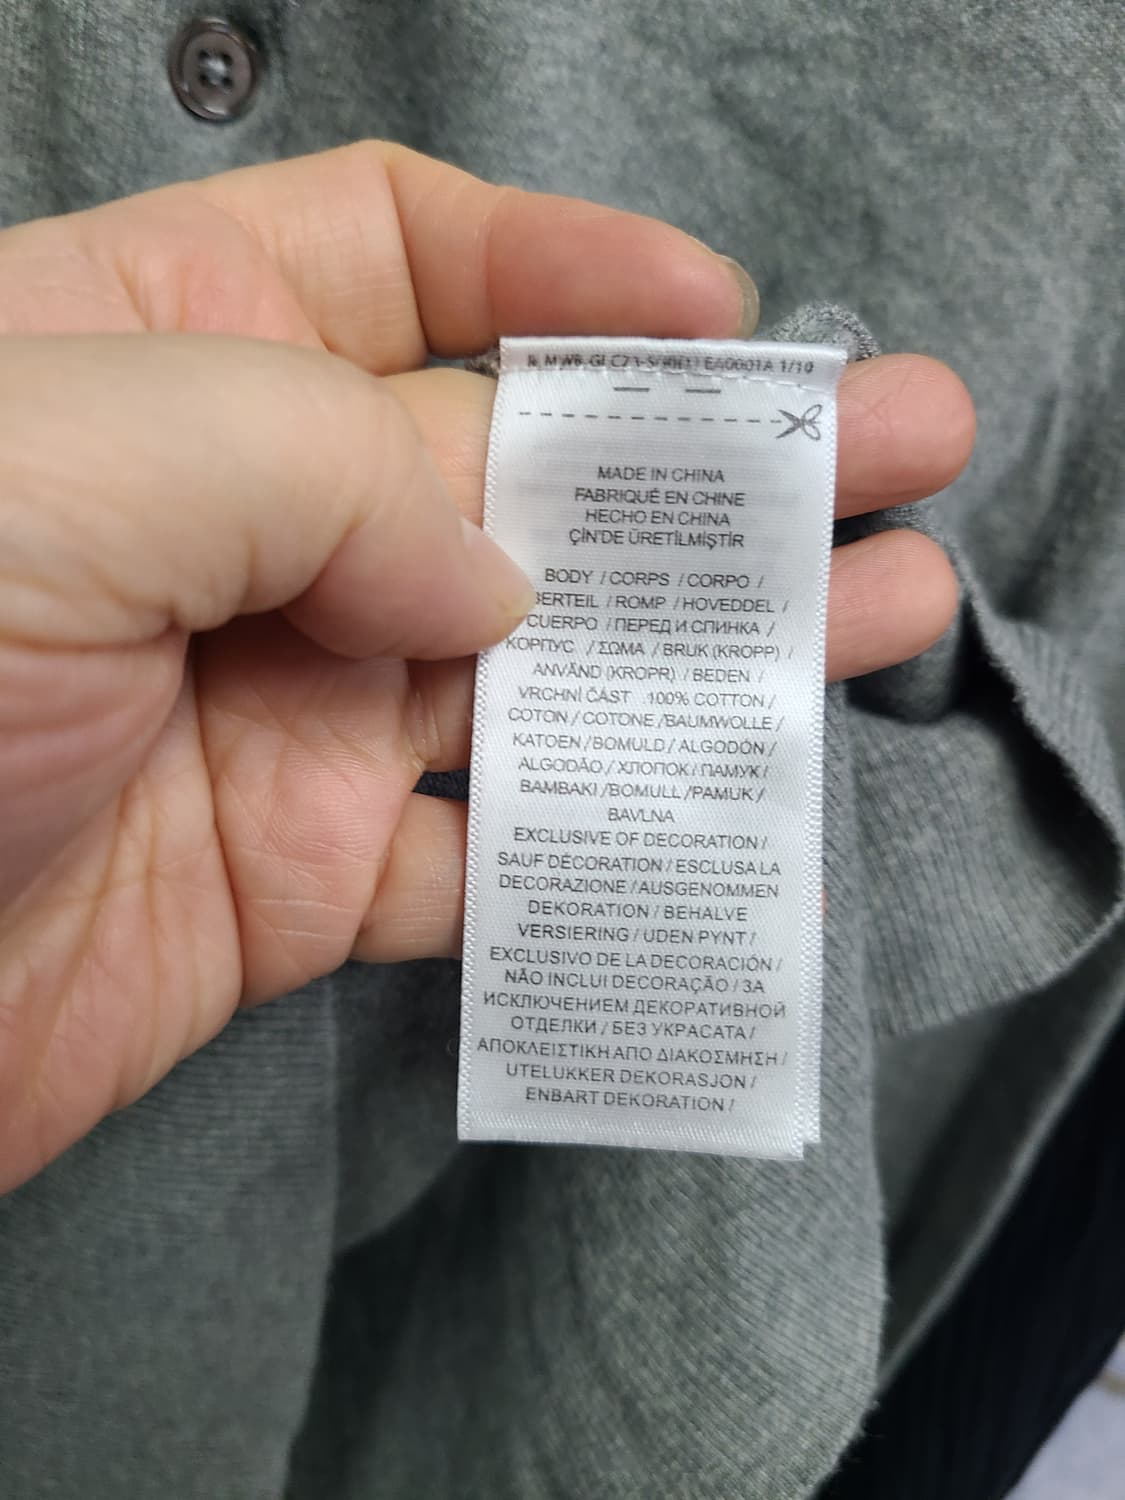 1/10
MADE IN CHINA
FABRIQUÉ EN CHINE
HECHO EN CHINA
ÇİN'DE ÜRETİLMİŞTİR
BODY / CORPS / CORPO /
BERTEIL / ROMP / HOVEDDEL /
CUERPO / ПЕРЕД И СПИНКА /
КОРПУС / ΣΩΜΑ / BRUK (KROPP) /
ANVÄND (KROPR) / BEDEN /
VRCHNÍ ČÁST 100% COTTON /
COTON / COTONE / BAUMWOLLE /
KATOEN / BOMULD / ALGODÓN /
ALGODÃO / ХЛОПОК / ПАМУК /
BAMBAKI / BOMULL / PAMUK /
BAVLNA
EXCLUSIVE OF DECORATION /
SAUF DÉCORATION / ESCLUSA LA
DECORAZIONE / AUSGENOMMEN
DEKORATION / BEHALVE
VERSIERING / UDEN PYNT /
EXCLUSIVO DE LA DECORACIÓN /
NÃO INCLUI DECORAÇÃO / ЗА
ИСКЛЮЧЕНИЕМ ДЕКОРАТИВНОЙ
ОТДЕЛКИ / БЕЗ УКРАСАТА /
ΑΠΟΚΛΕΙΣΤΙΚΗ ΑΠΟ ΔΙΑΚΟΣΜΗΣΗ /
UTELUKKER DEKORASJON /
ENBART DEKORATION /